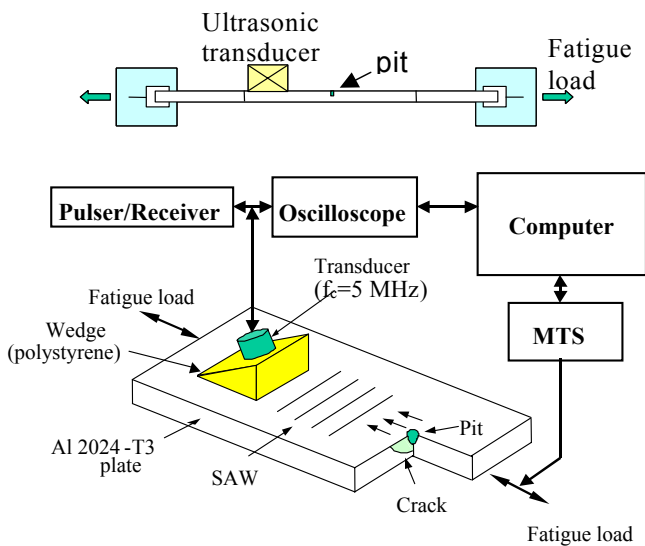 Ultrasonic
transducer
pit
Fatigue
load
Pulser/Receiver
Oscilloscope
Computer
Transducer
(fc=5 MHz)
Fatigue load
Wedge
(polystyrene)
MTS
Pit
Al 2024 -T3
plate
SAW
Crack
Fatigue load